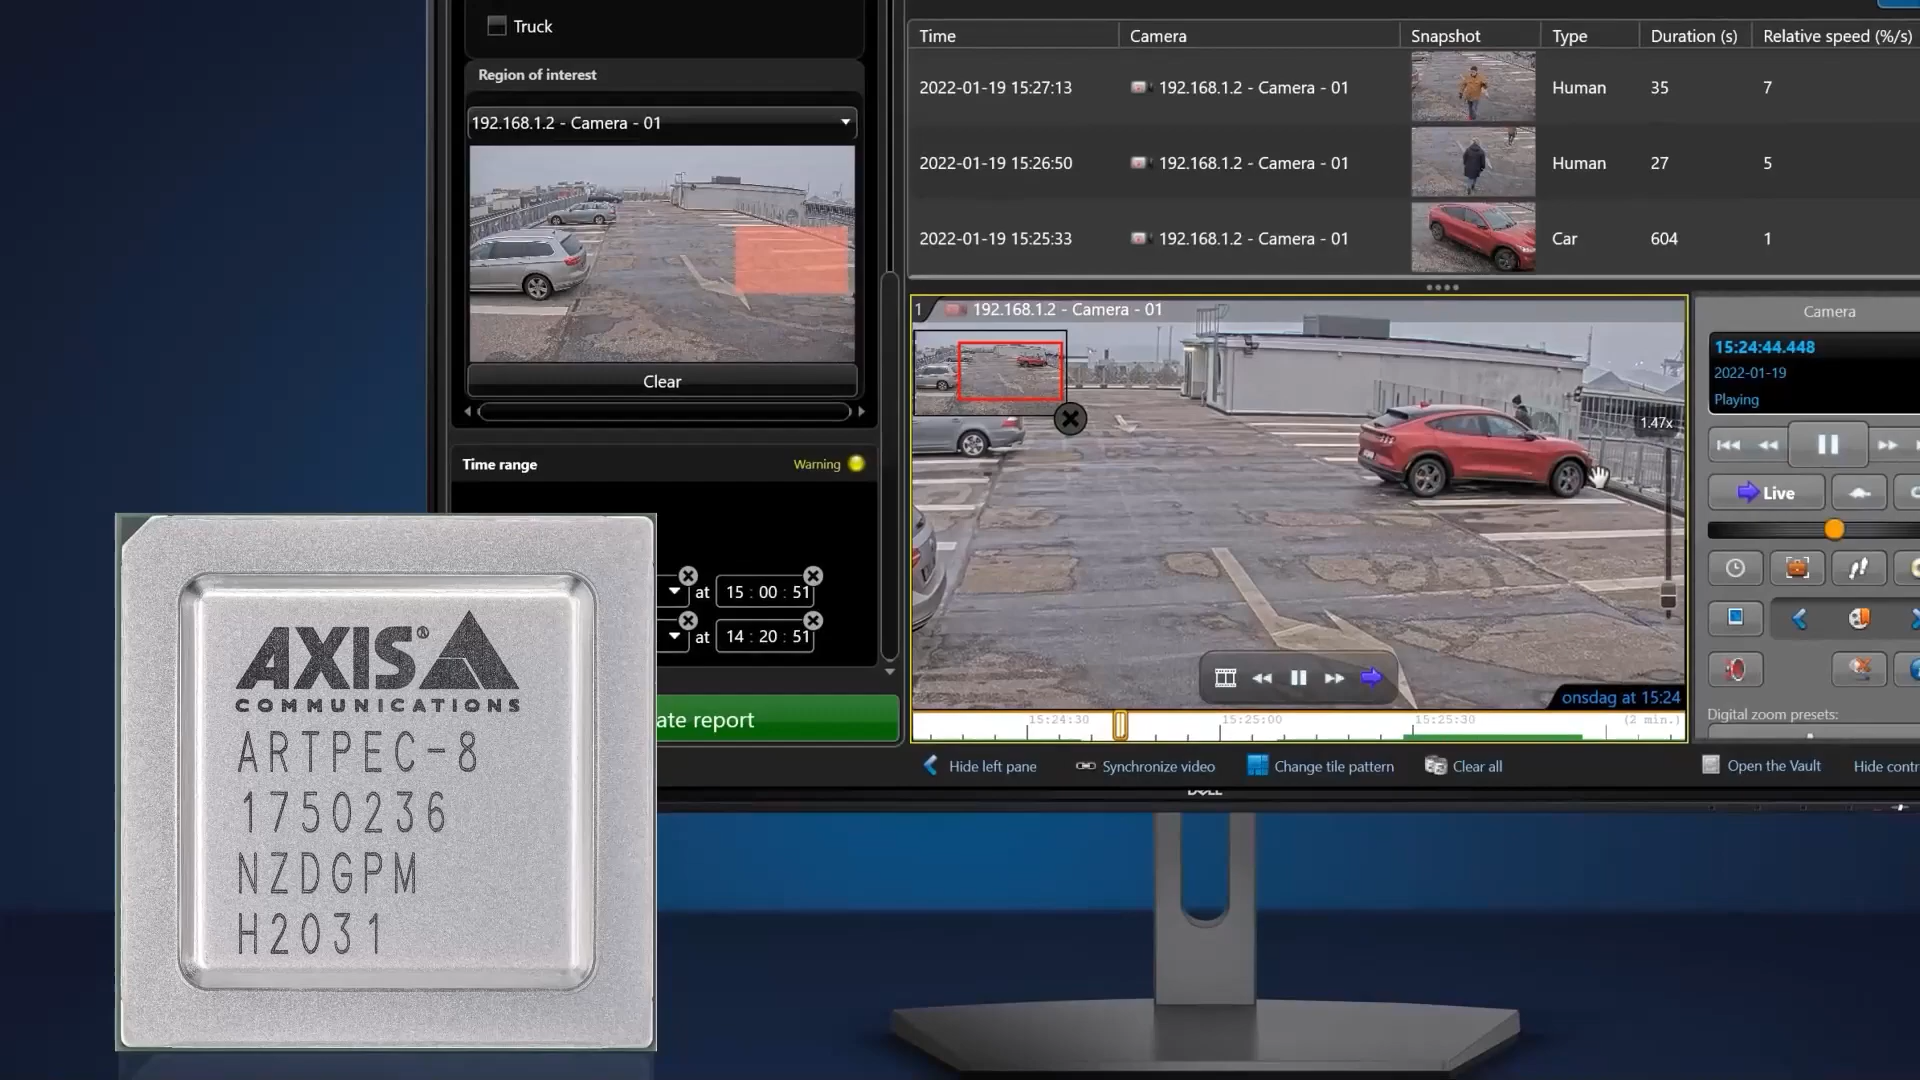 Truck
Region of interest
192.168.1.2 - Camera - 01
Clear
Time range
Warning
at 15 : 00 : 51
at 14 : 20 : 51
ate report
Time Camera Snapshot Type Duration (s) Relative speed (%/s)
2022-01-19 15:27:13 192.168.1.2 - Camera - 01 Human 35 7
2022-01-19 15:26:50 192.168.1.2 - Camera - 01 Human 27 5
2022-01-19 15:25:33 192.168.1.2 - Camera - 01 Car 604 1
1 192.168.1.2 - Camera - 01
1.47x
onsdag at 15:24
15:24:30 15:25:00 15:25:30 (2 min.)
Camera
15:24:44.448
2022-01-19
Playing
Live
Digital zoom presets:
Hide left pane Synchronize video Change tile pattern Clear all Open the Vault Hide contr
DELL
AXIS®
COMMUNICATIONS
ARTPEC-8
1750236
NZDGPM
H2031